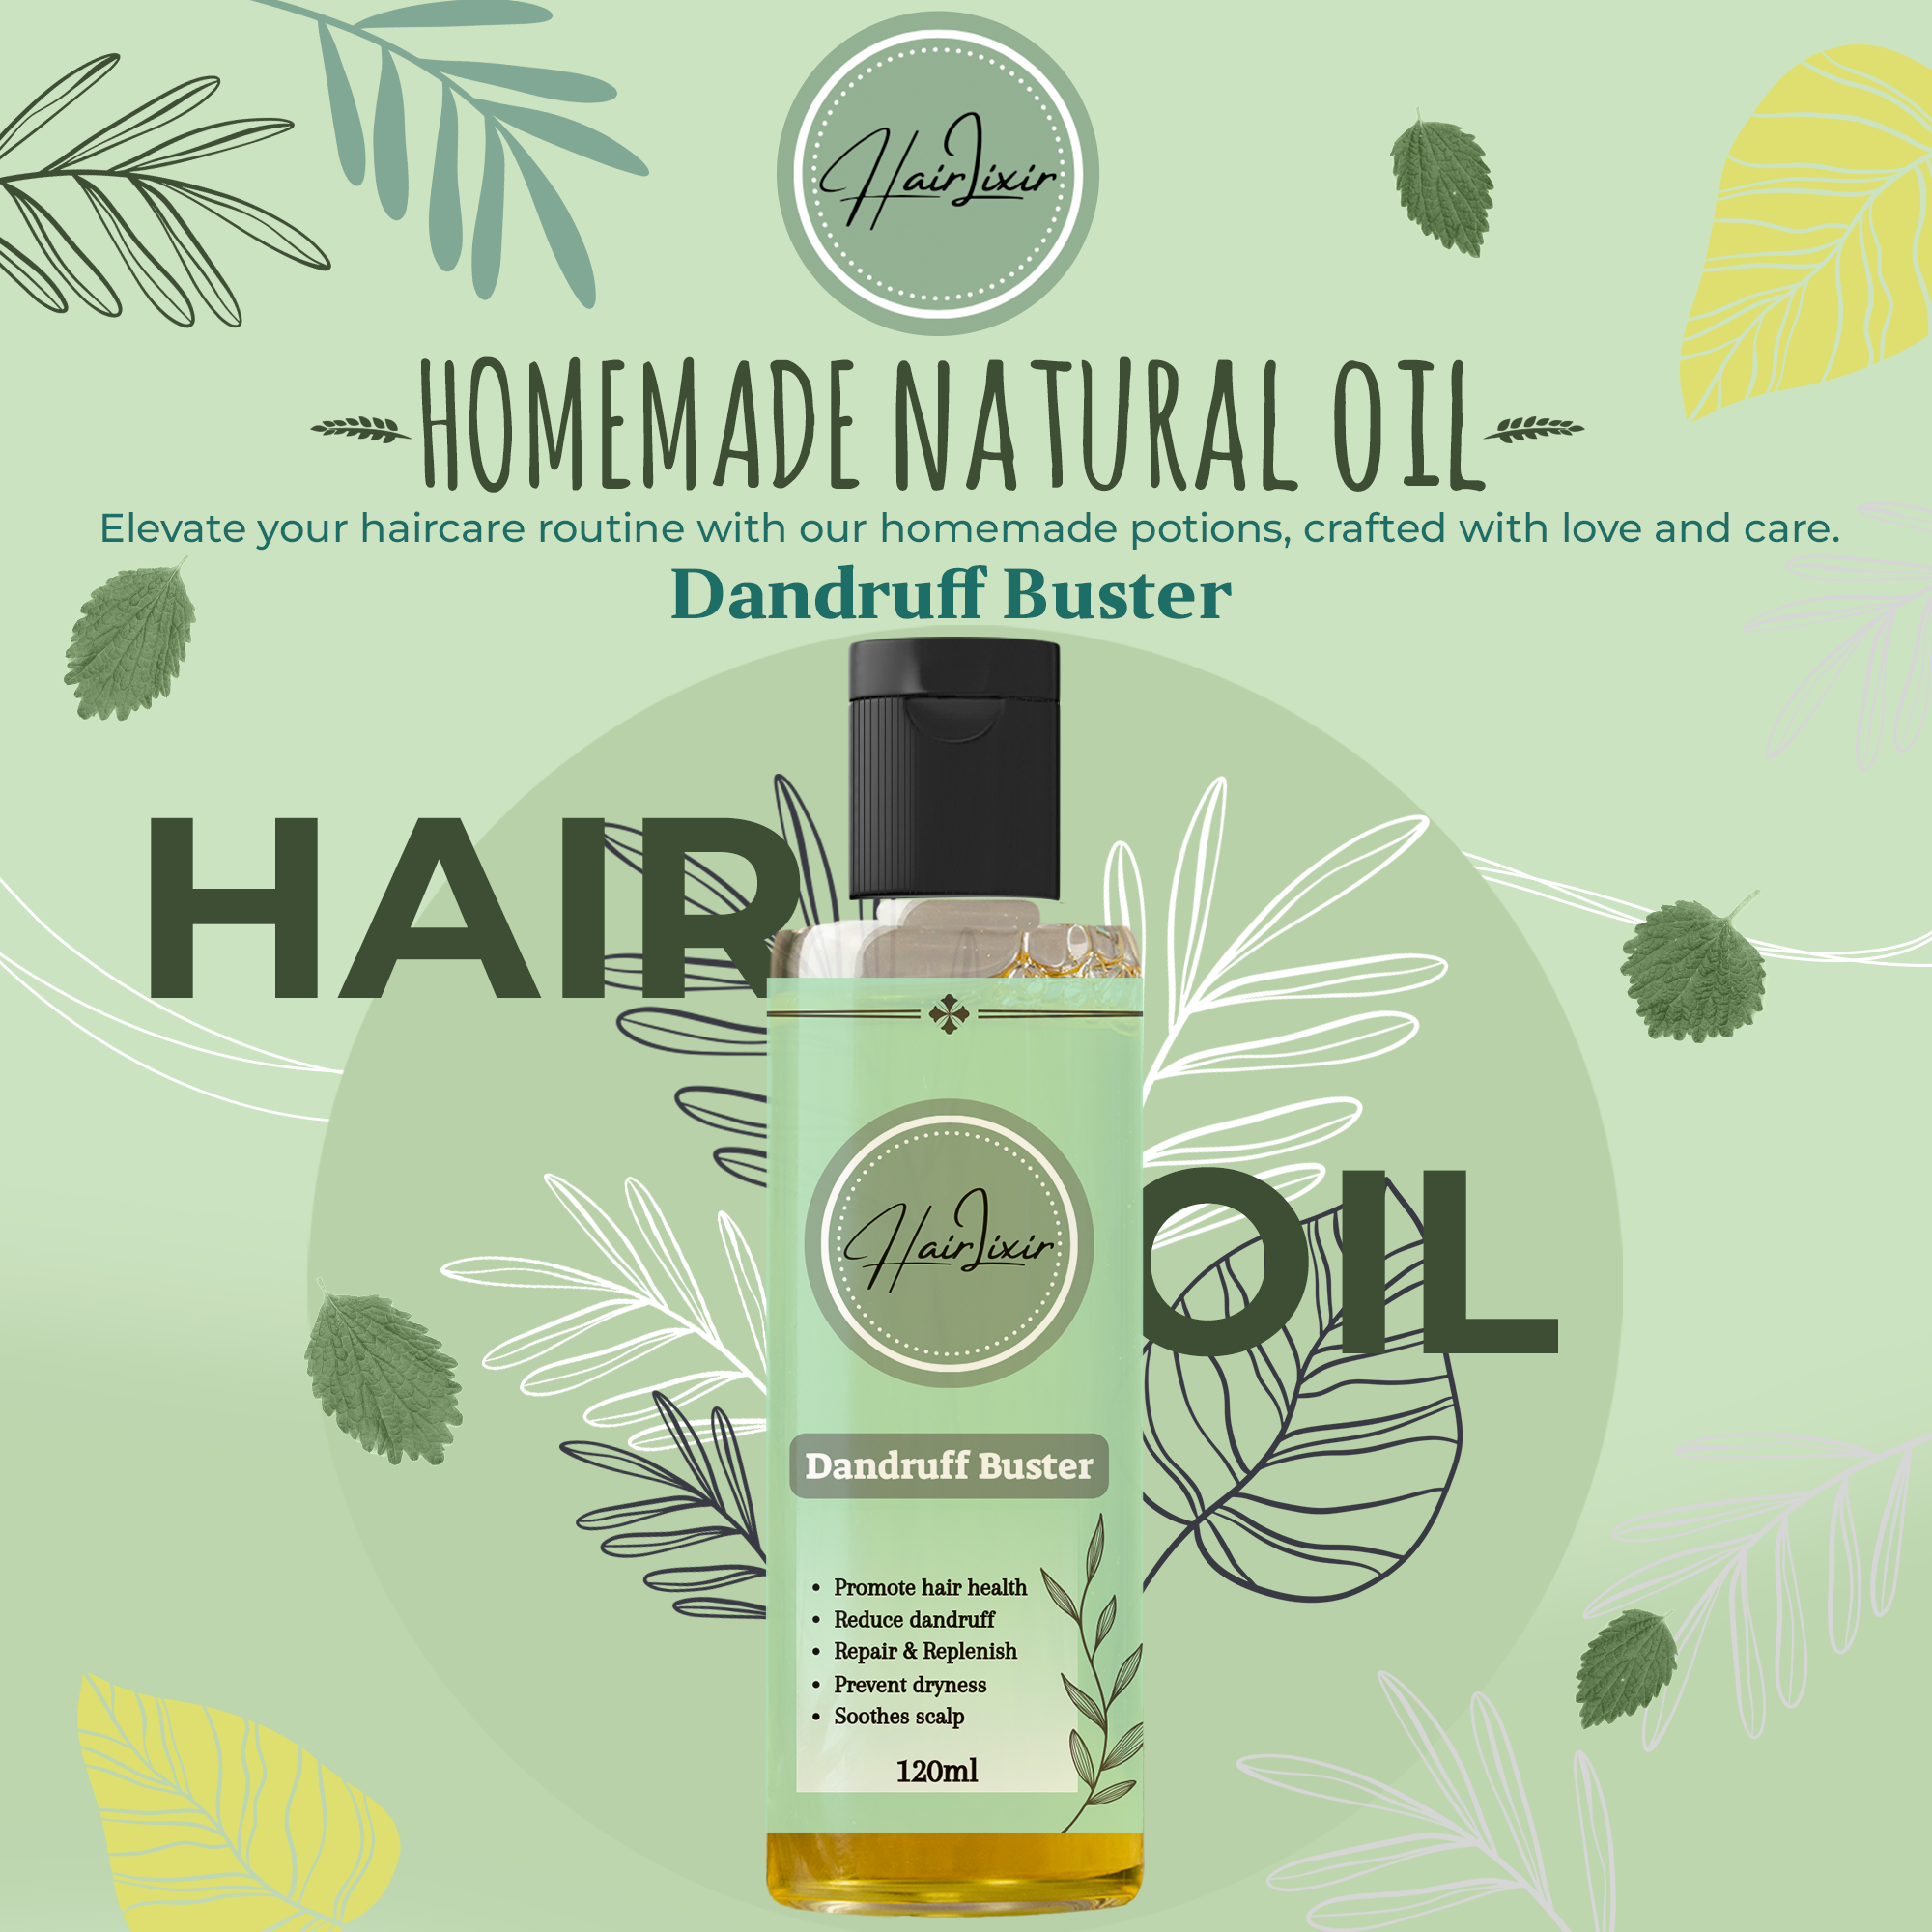 HairLixir
HOMEMADE NATURAL OIL
Elevate your haircare routine with our homemade potions, crafted with love and care.
Dandruff Buster
HAIR
OIL
HairLixir
Dandruff Buster
• Promote hair health
• Reduce dandruff
• Repair & Replenish
• Prevent dryness
• Soothes scalp
120ml